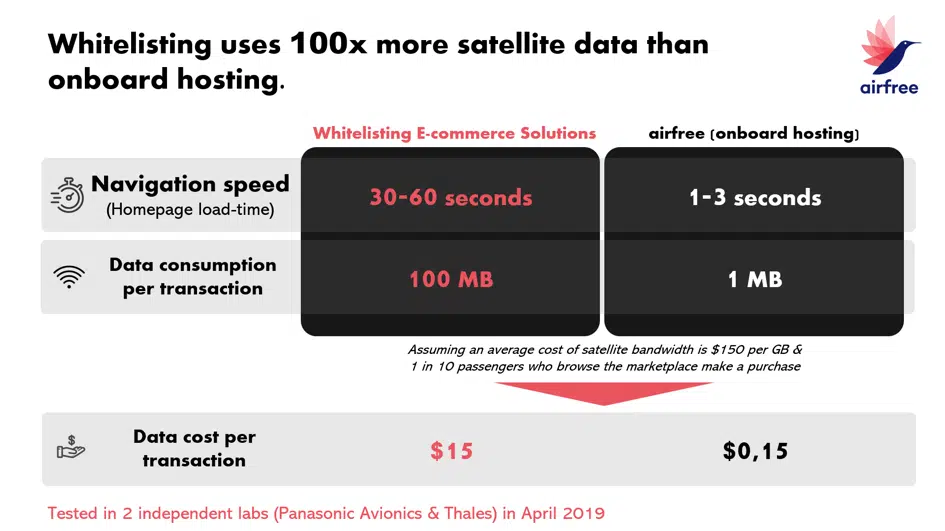 Whitelisting uses 100x more satellite data than
onboard hosting.
airfree
Whitelisting E-commerce Solutions
airfree (onboard hosting)
Navigation speed
(Homepage load-time)
30-60 seconds
1-3 seconds
Data consumption
per transaction
100 MB
1 MB
Assuming an average cost of satellite bandwidth is $150 per GB &
1 in 10 passengers who browse the marketplace make a purchase
$
Data cost per
transaction
$15
$0,15
Tested in 2 independent labs (Panasonic Avionics & Thales) in April 2019